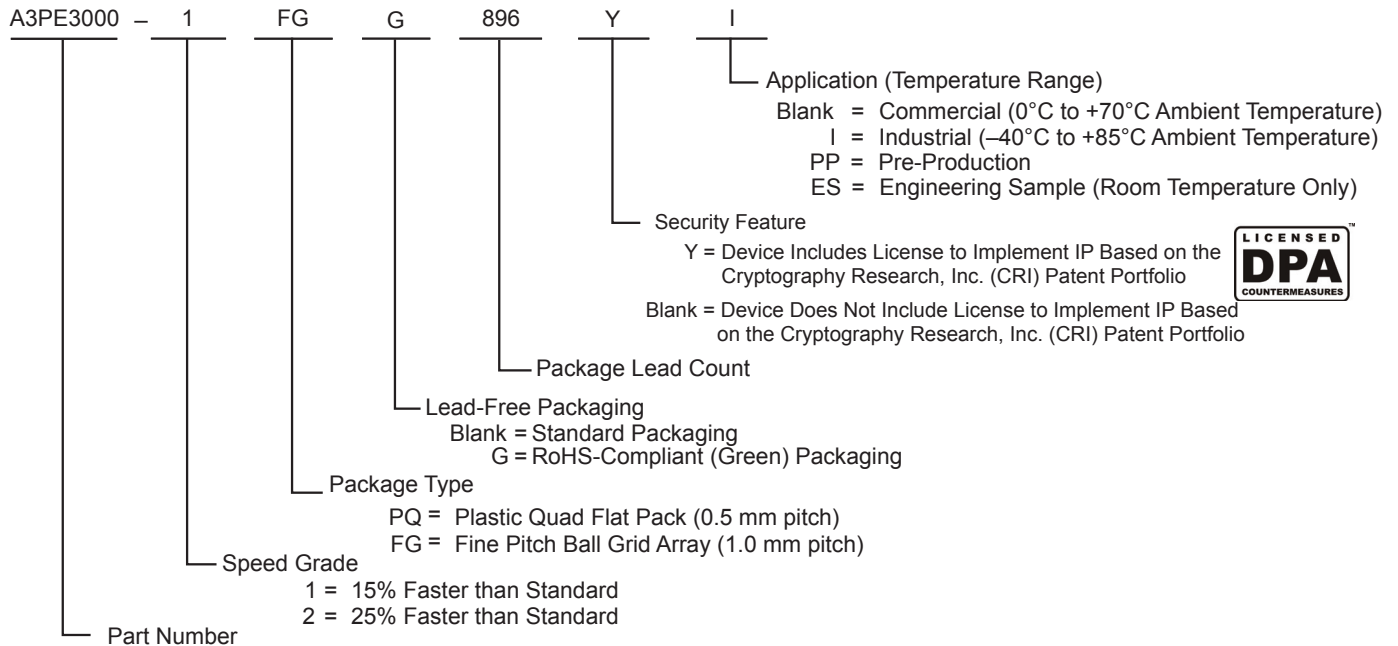 A3PE3000 – 1 FG G 896 Y I
Application (Temperature Range)
Blank = Commercial (0°C to +70°C Ambient Temperature)
I = Industrial (–40°C to +85°C Ambient Temperature)
PP = Pre-Production
ES = Engineering Sample (Room Temperature Only)
Security Feature
Y = Device Includes License to Implement IP Based on the
Cryptography Research, Inc. (CRI) Patent Portfolio
LICENSED ™
DPA
COUNTERMEASURES
Blank = Device Does Not Include License to Implement IP Based
on the Cryptography Research, Inc. (CRI) Patent Portfolio
Package Lead Count
Lead-Free Packaging
Blank = Standard Packaging
G = RoHS-Compliant (Green) Packaging
Package Type
PQ = Plastic Quad Flat Pack (0.5 mm pitch)
FG = Fine Pitch Ball Grid Array (1.0 mm pitch)
Speed Grade
1 = 15% Faster than Standard
2 = 25% Faster than Standard
Part Number